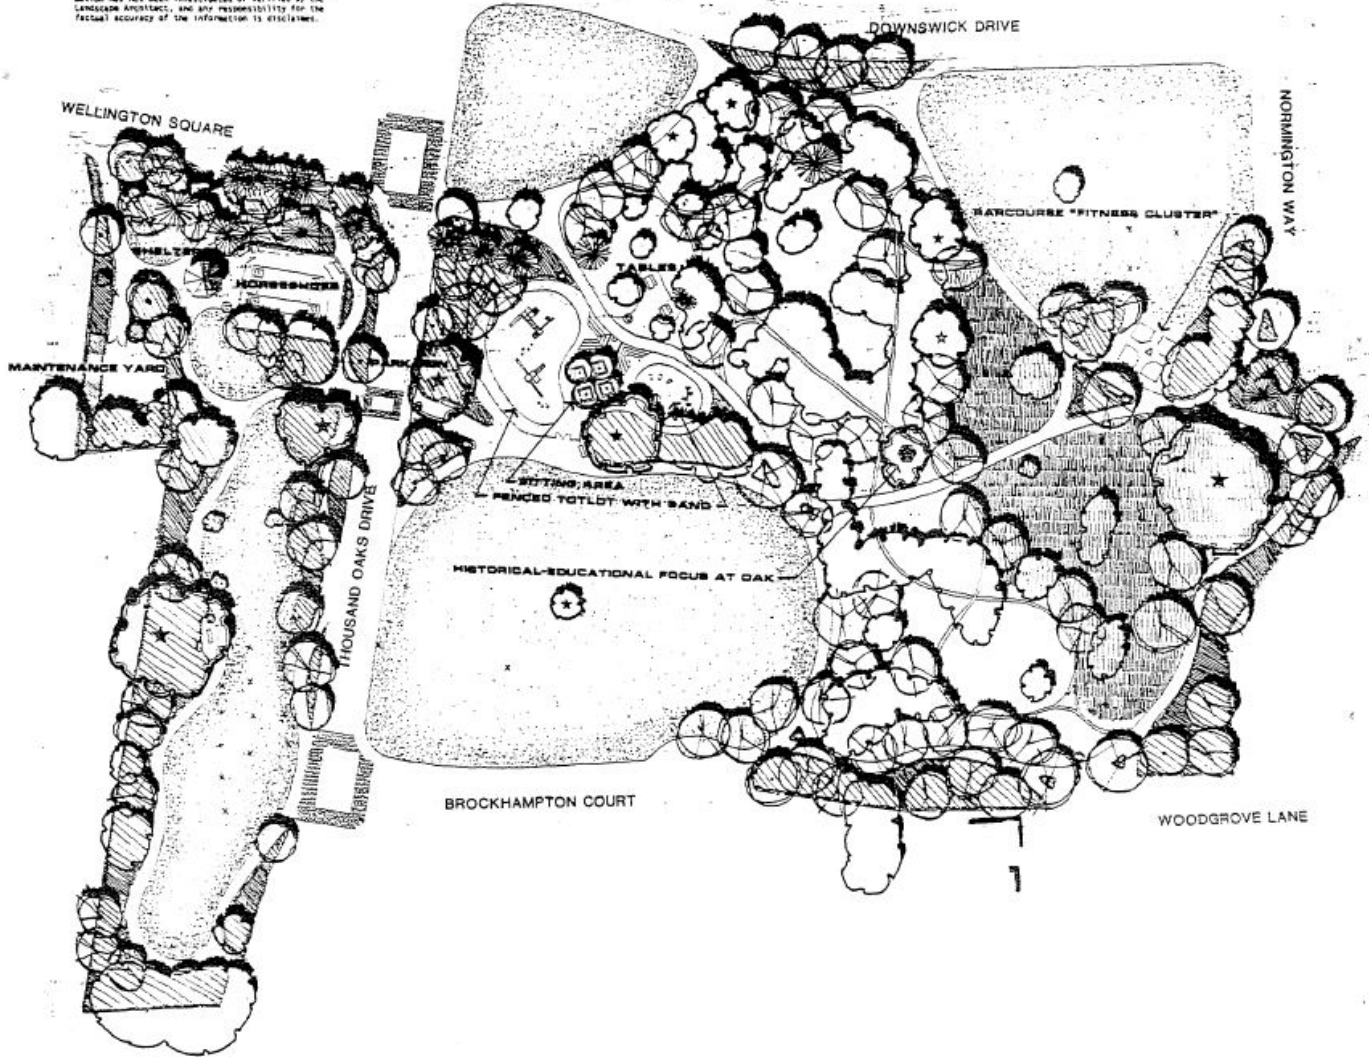 Landscape Architect, and any responsibility for the
factual accuracy of the information is disclaimed.
DOWNSWICK DRIVE
WELLINGTON SQUARE
NORMINGTON WAY
PARCOURSE "FITNESS CLUSTER"
SHELTER
TABLES
HORSESHOES
MAINTENANCE YARD
SITTING AREA
FENCED TOTLOT WITH SAND
THOUSAND OAKS DRIVE
HISTORICAL-EDUCATIONAL FOCUS AT OAK
BROCKHAMPTON COURT
WOODGROVE LANE
1